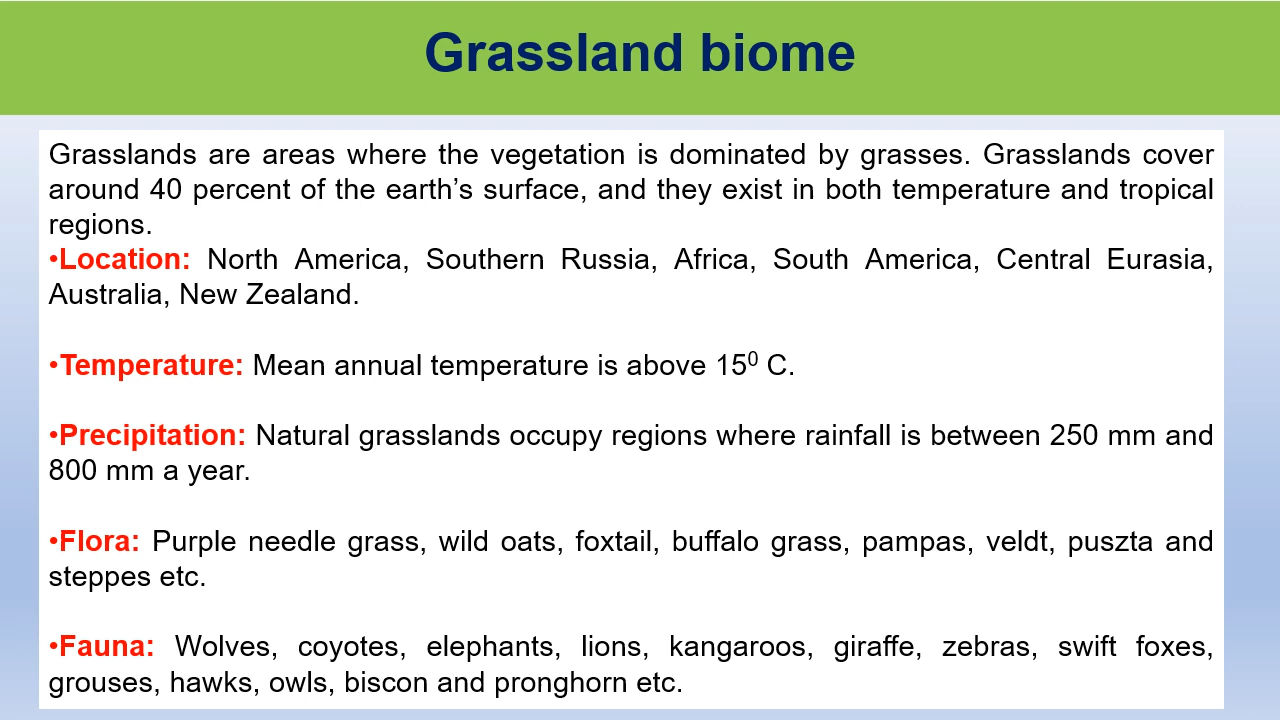 Grassland biome
Grasslands are areas where the vegetation is dominated by grasses. Grasslands cover
around 40 percent of the earth’s surface, and they exist in both temperature and tropical
regions.
•Location: North America, Southern Russia, Africa, South America, Central Eurasia,
Australia, New Zealand.
•Temperature: Mean annual temperature is above 15⁰ C.
•Precipitation: Natural grasslands occupy regions where rainfall is between 250 mm and
800 mm a year.
•Flora: Purple needle grass, wild oats, foxtail, buffalo grass, pampas, veldt, puszta and
steppes etc.
•Fauna: Wolves, coyotes, elephants, lions, kangaroos, giraffe, zebras, swift foxes,
grouses, hawks, owls, biscon and pronghorn etc.